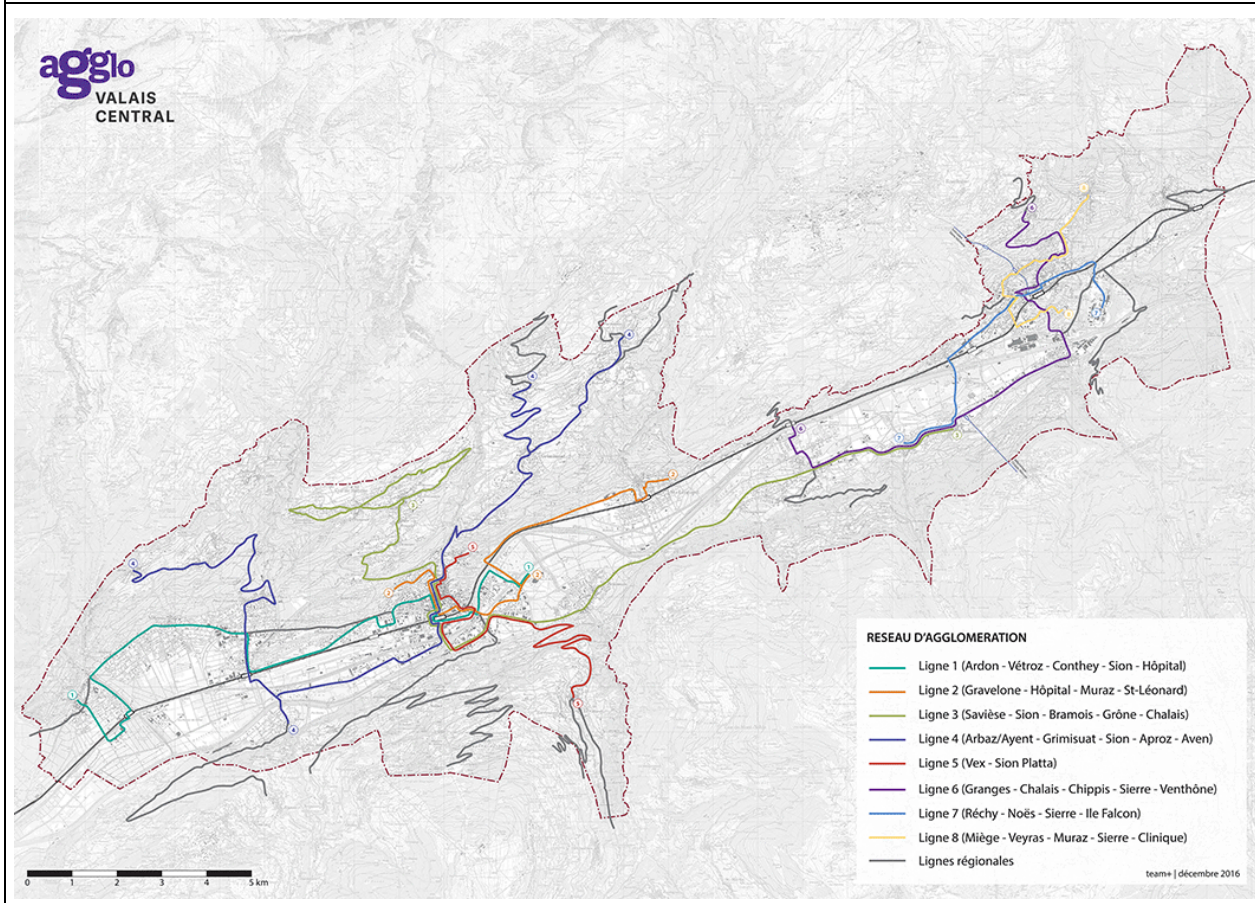 agglo
VALAIS
CENTRAL
RESEAU D'AGGLOMERATION
Ligne 1 (Ardon - Vétroz - Conthey - Sion - Hôpital)
Ligne 2 (Gravelone - Hôpital - Muraz - St-Léonard)
Ligne 3 (Savièse - Sion - Bramois - Grône - Chalais)
Ligne 4 (Arbaz/Ayent - Grimisuat - Sion - Aproz - Aven)
Ligne 5 (Vex - Sion Platta)
Ligne 6 (Granges - Chalais - Chippis - Sierre - Venthône)
Ligne 7 (Réchy - Noës - Sierre - Ile Falcon)
Ligne 8 (Miège - Veyras - Muraz - Sierre - Clinique)
Lignes régionales
team+ | décembre 2016
0 1 2 3 4 5 km